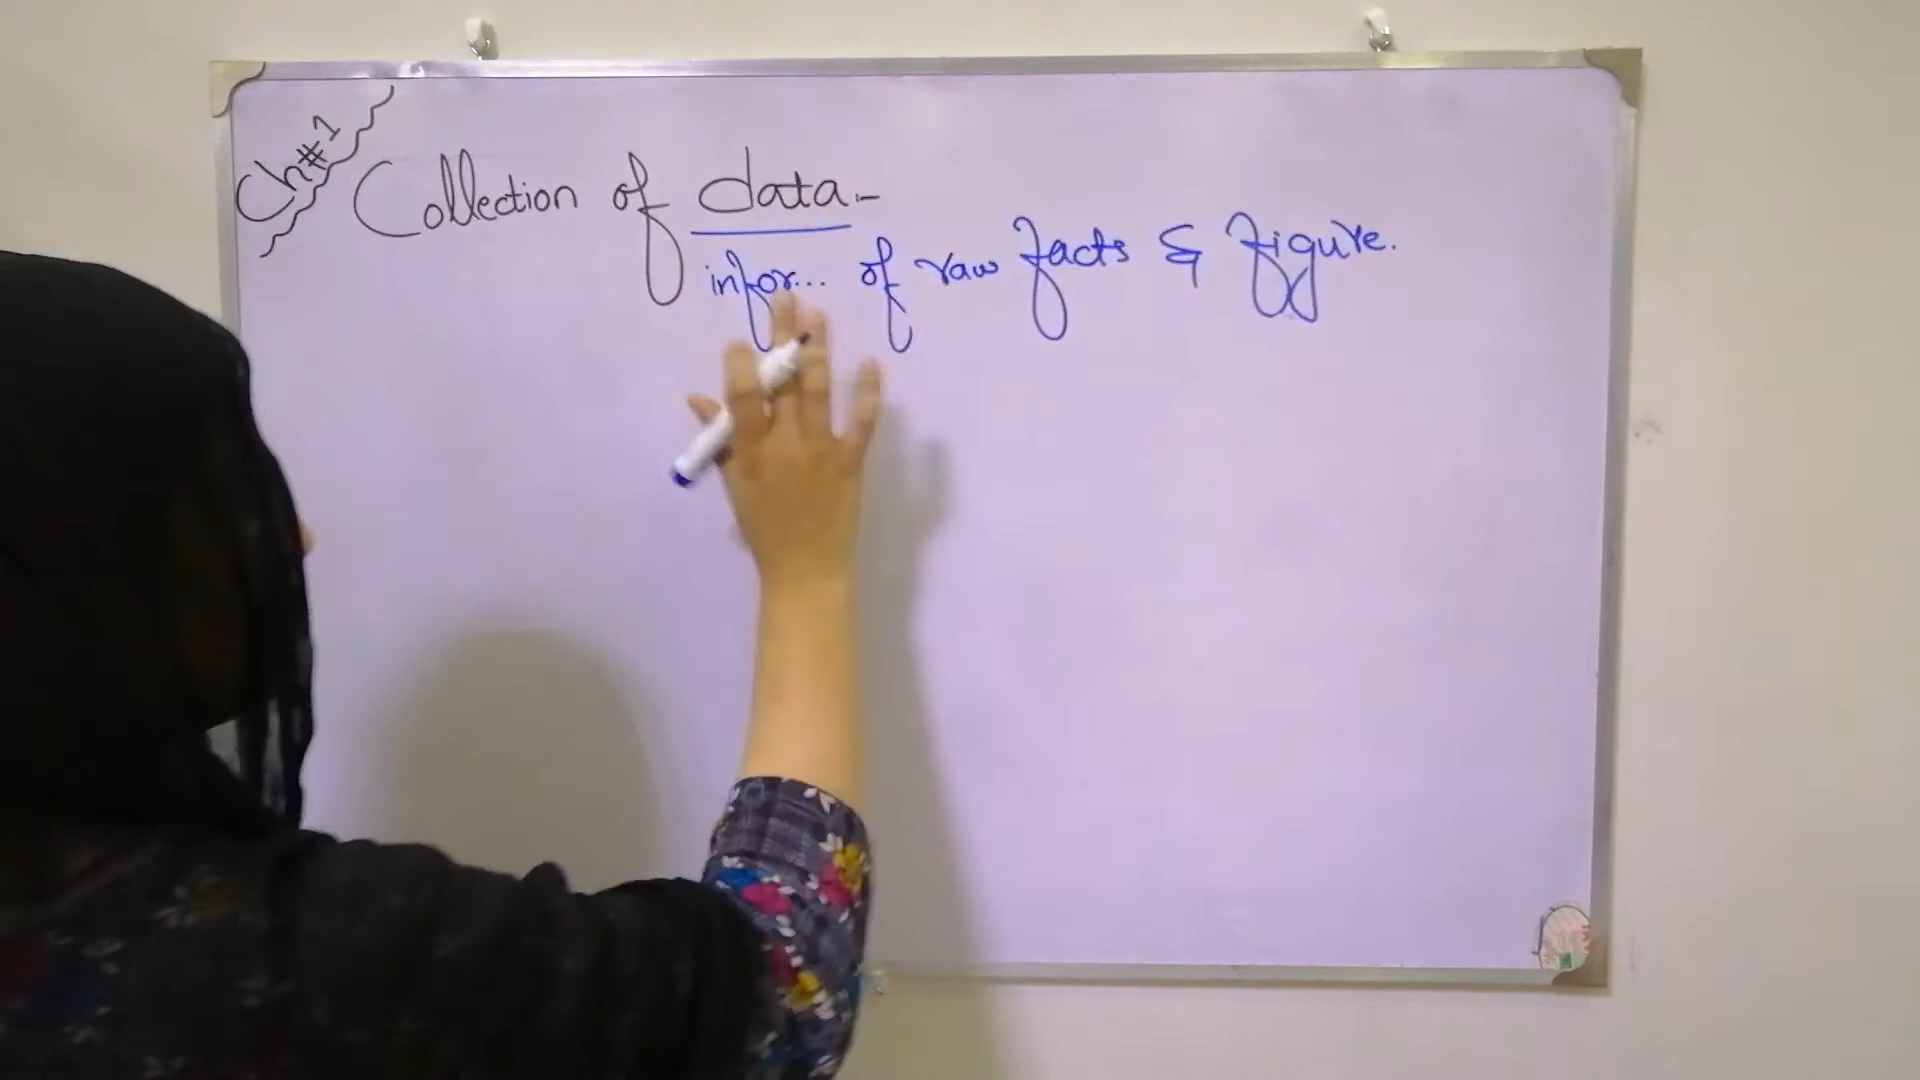 Ch#1
Collection of data.-
infor... of raw facts & figure.